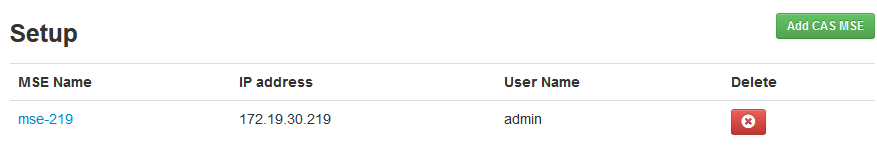 Setup
Add CAS MSE
MSE Name IP address User Name Delete
mse-219 172.19.30.219 admin